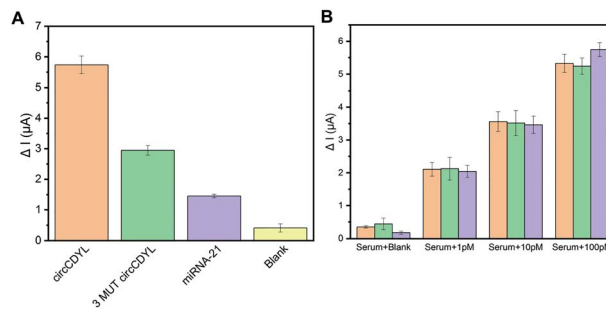 A
Δ I (μA)
7
6
5
4
3
2
1
0
circCDYL
3 MUT circCDYL
miRNA-21
Blank
B
Δ I (μA)
6
5
4
3
2
1
0
Serum+Blank
Serum+1pM
Serum+10pM
Serum+100pM